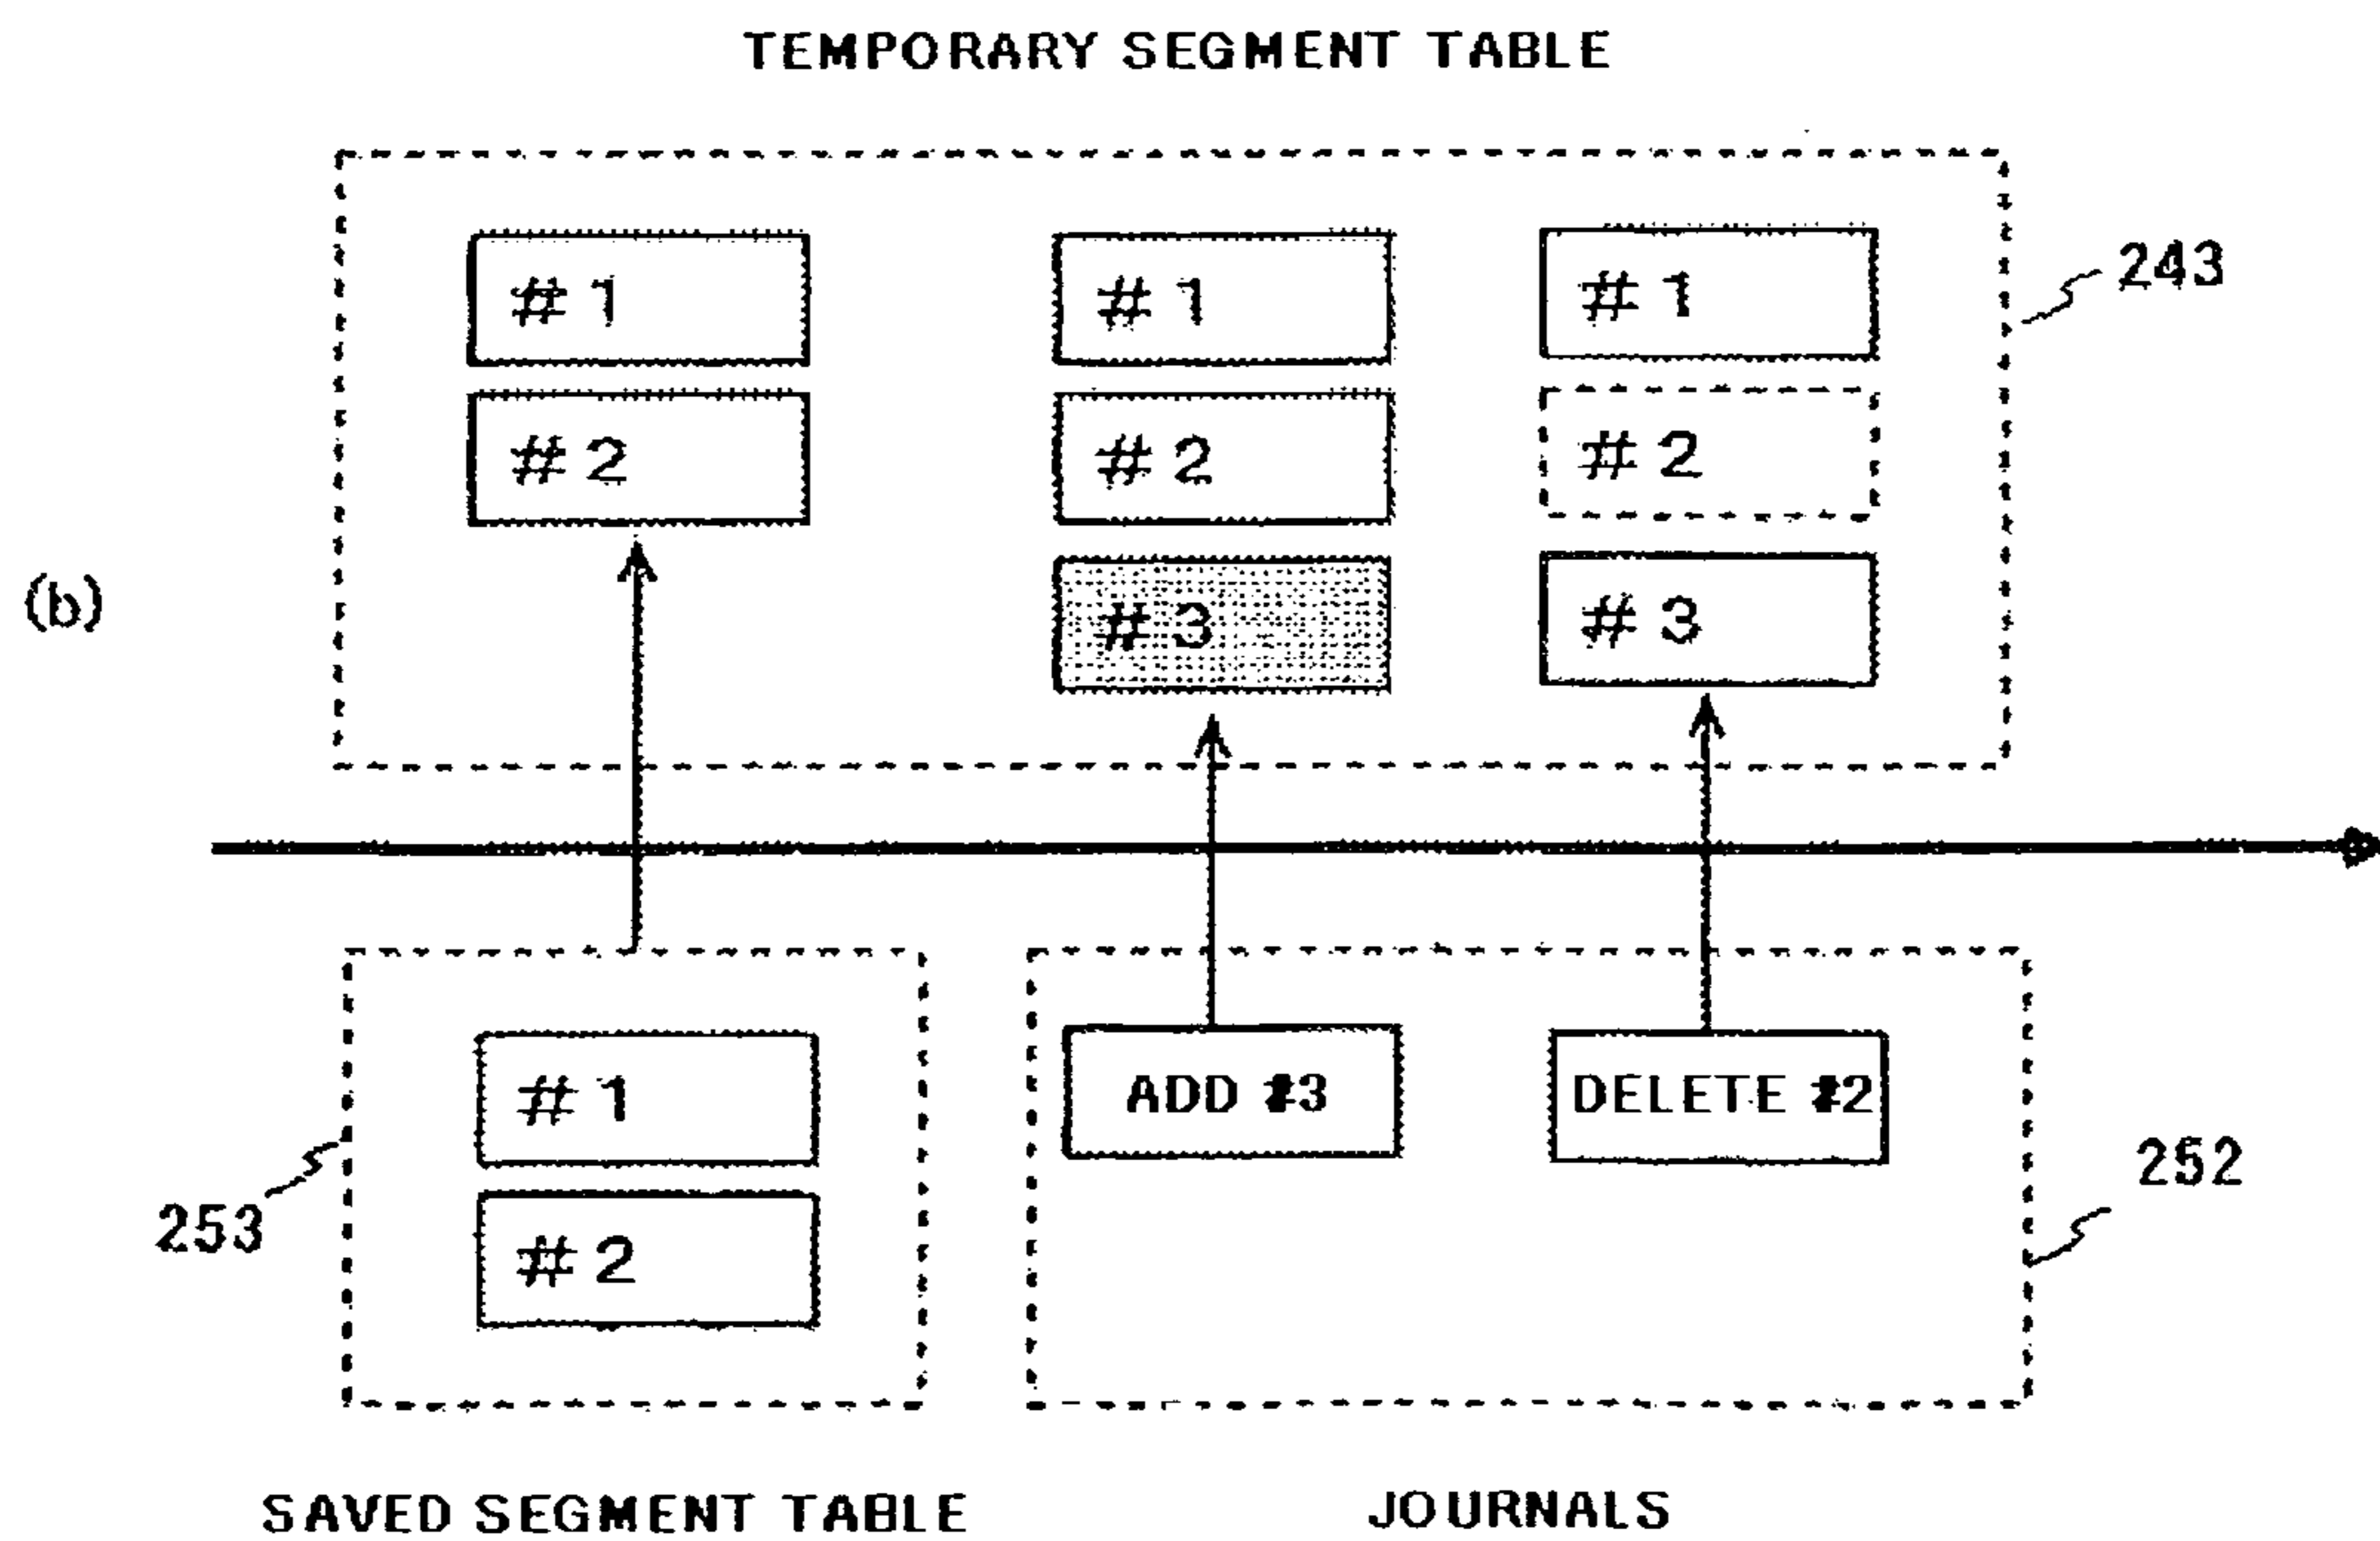 TEMPORARY SEGMENT TABLE
#1 #1 #1
243
#2 #2 #2
(b)
#3 #3
#1
ADD #3
DELETE #2
252
253
#2
SAVED SEGMENT TABLE
JOURNALS